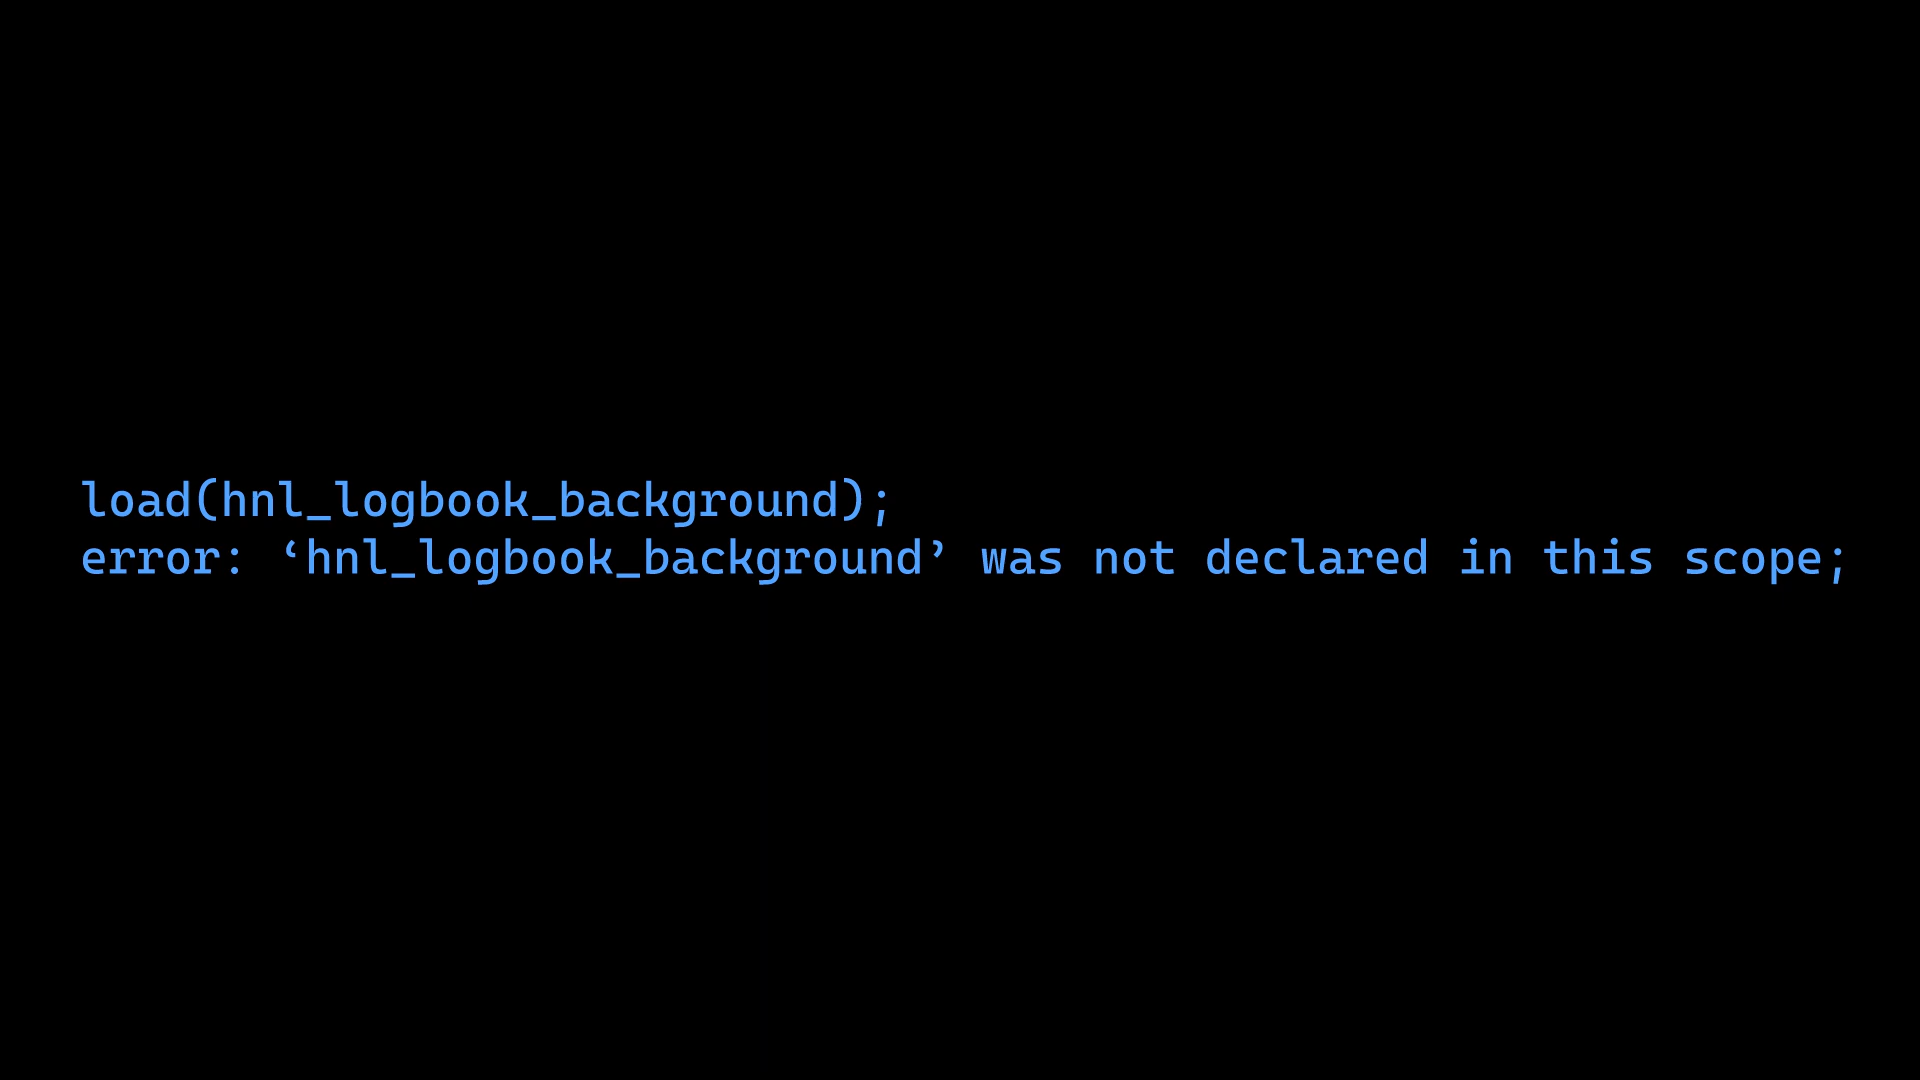 load(hnl_logbook_background);
error: ‘hnl_logbook_background’ was not declared in this scope;